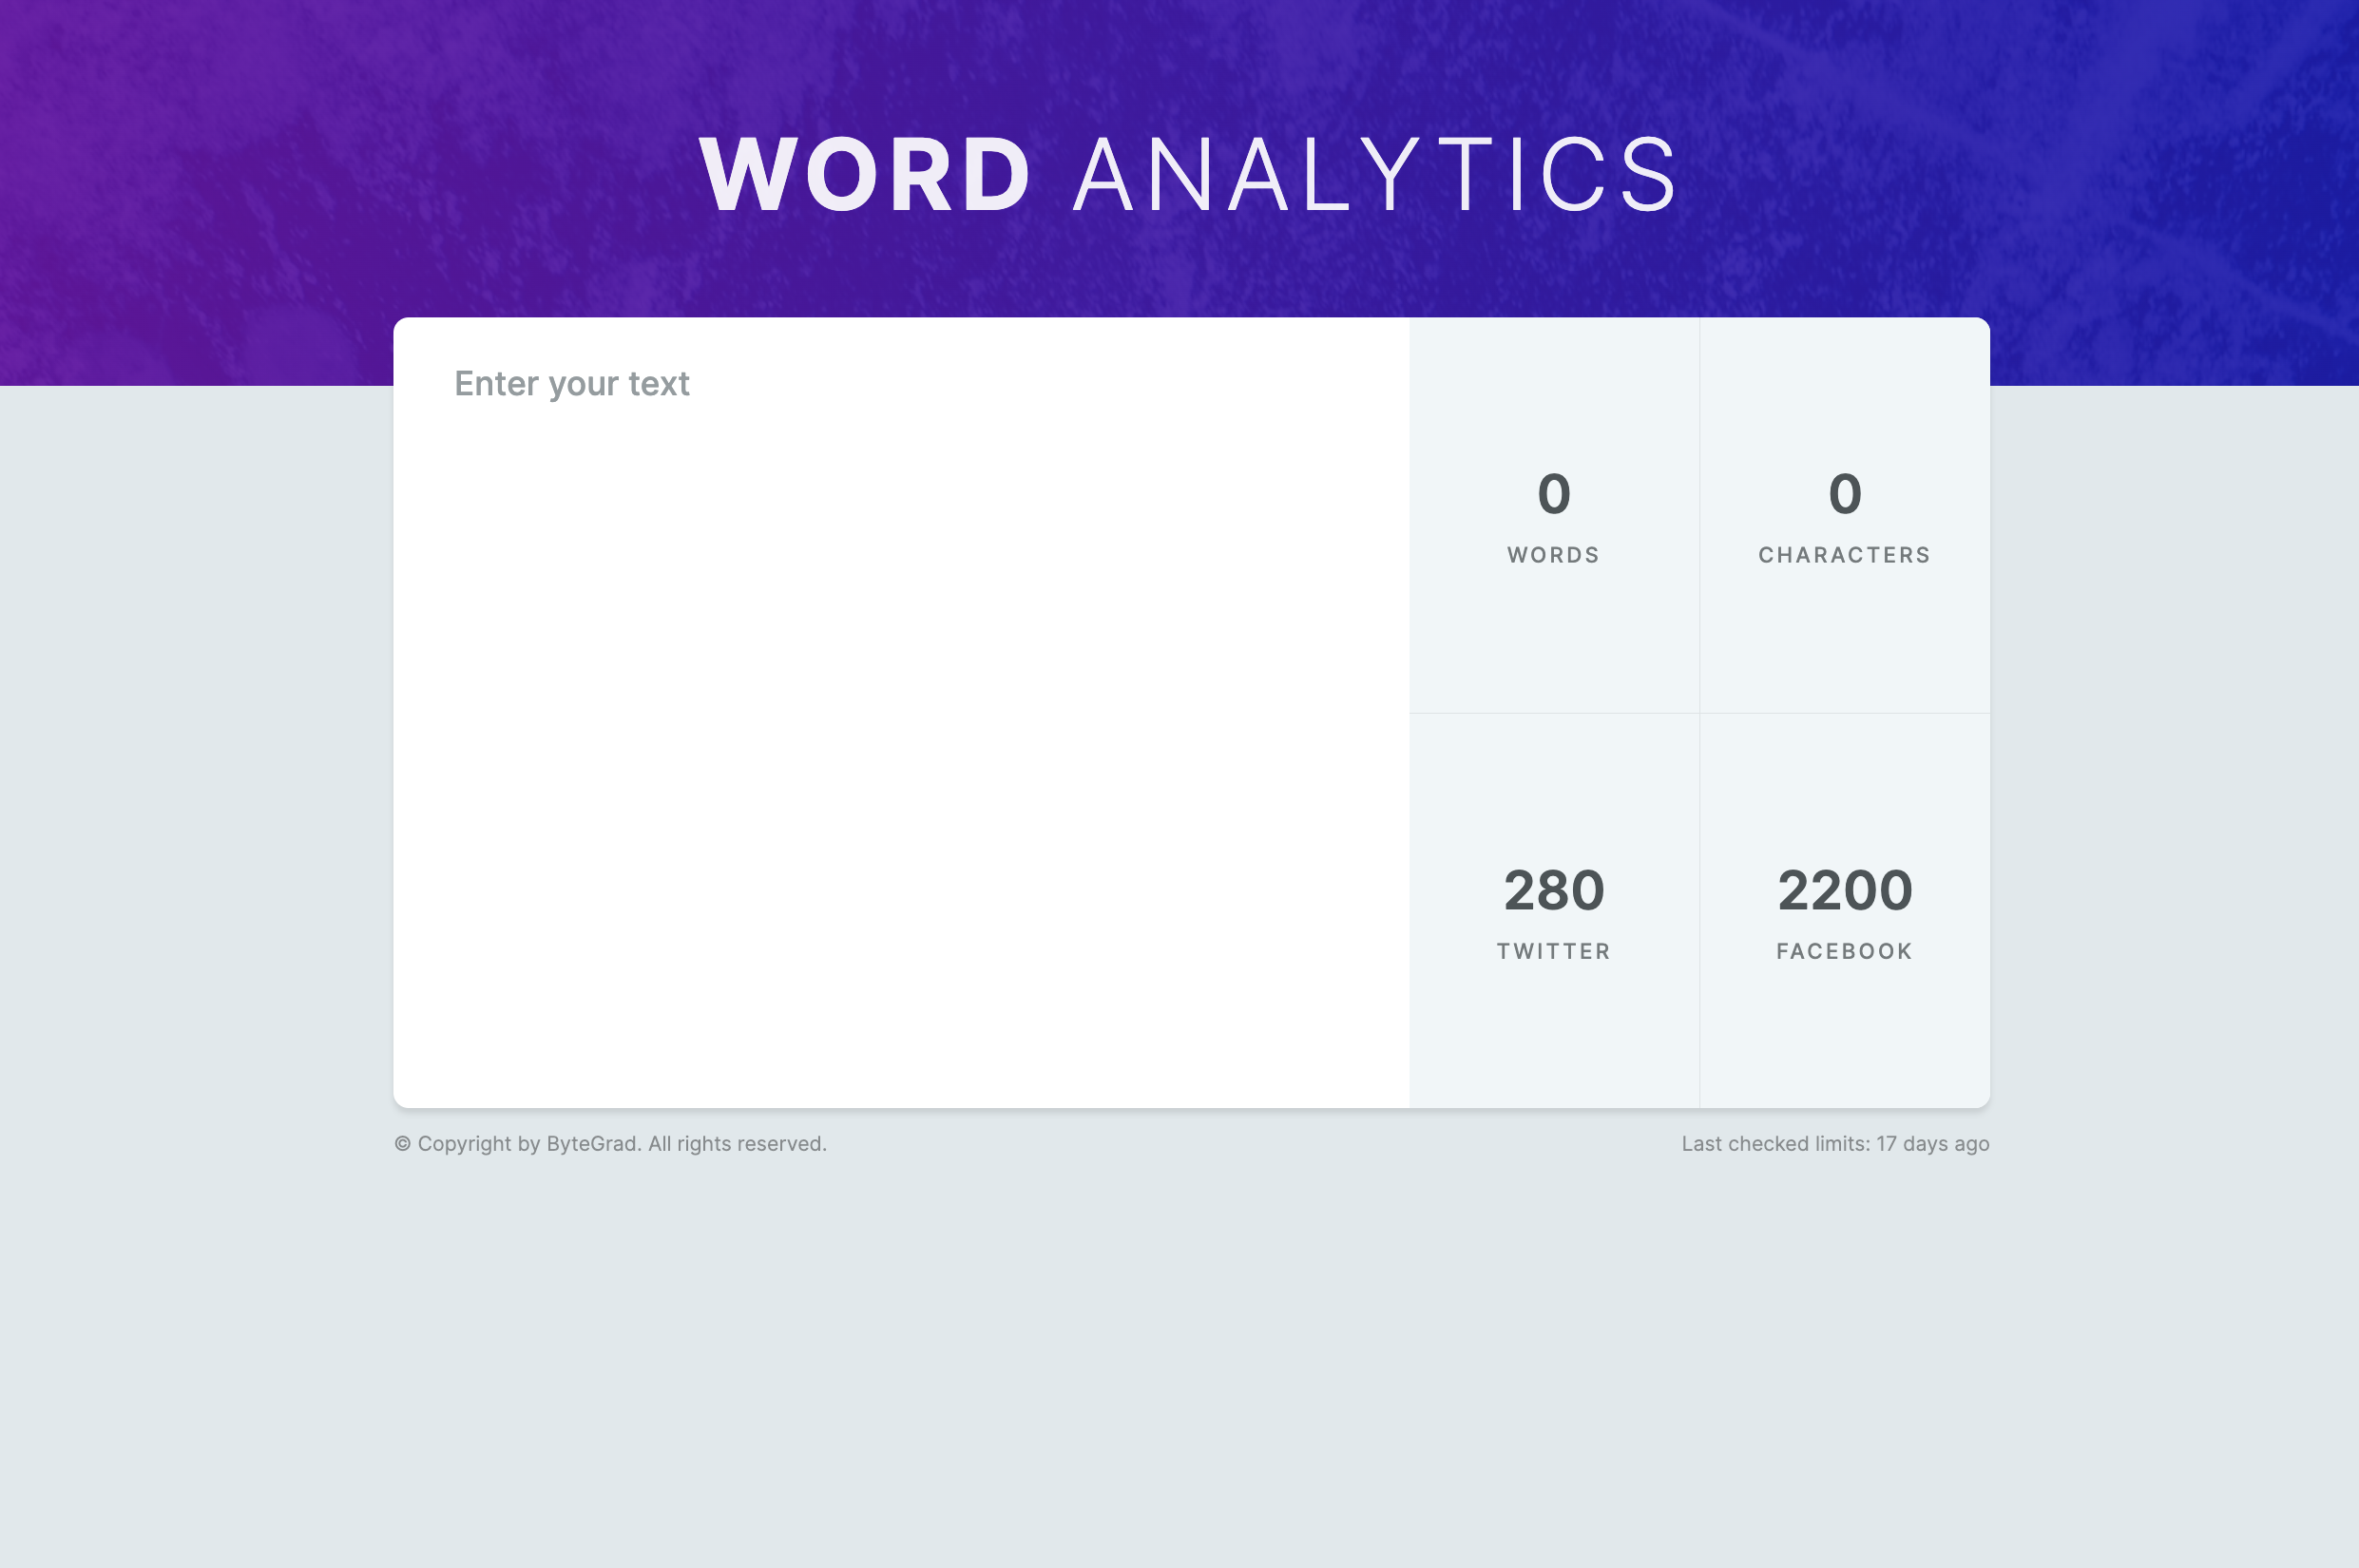 WORD ANALYTICS
Enter your text
0
WORDS
0
CHARACTERS
280
TWITTER
2200
FACEBOOK
© Copyright by ByteGrad. All rights reserved.
Last checked limits: 17 days ago